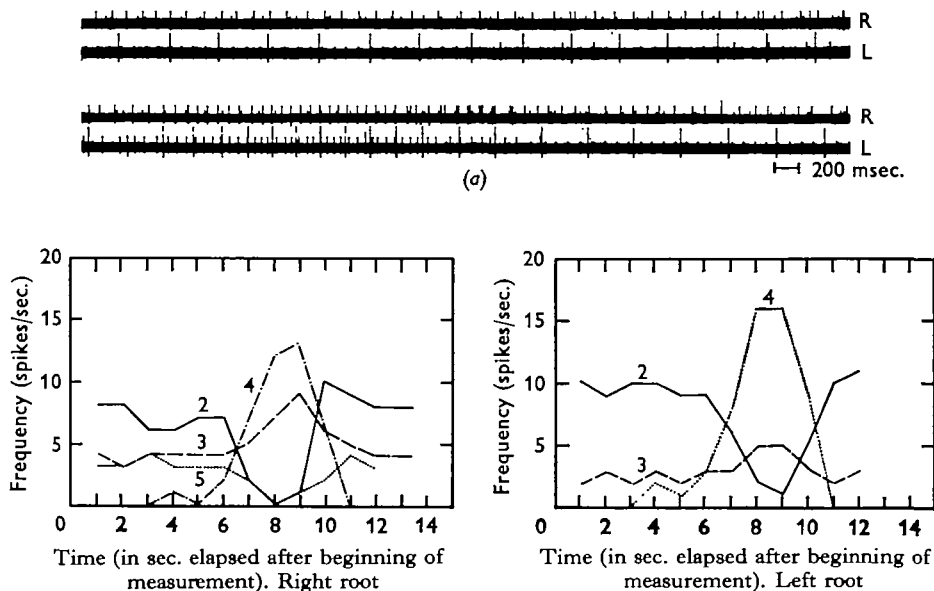 R
L
R
L
200 msec.
(a)
20
15
10
5
0
Frequency (spikes/sec.)
4
2
3
5
2 4 6 8 10 12 14
Time (in sec. elapsed after beginning of
measurement). Right root
20
15
10
5
0
Frequency (spikes/sec.)
4
2
3
2 4 6 8 10 12 14
Time (in sec. elapsed after beginning of
measurement). Left root